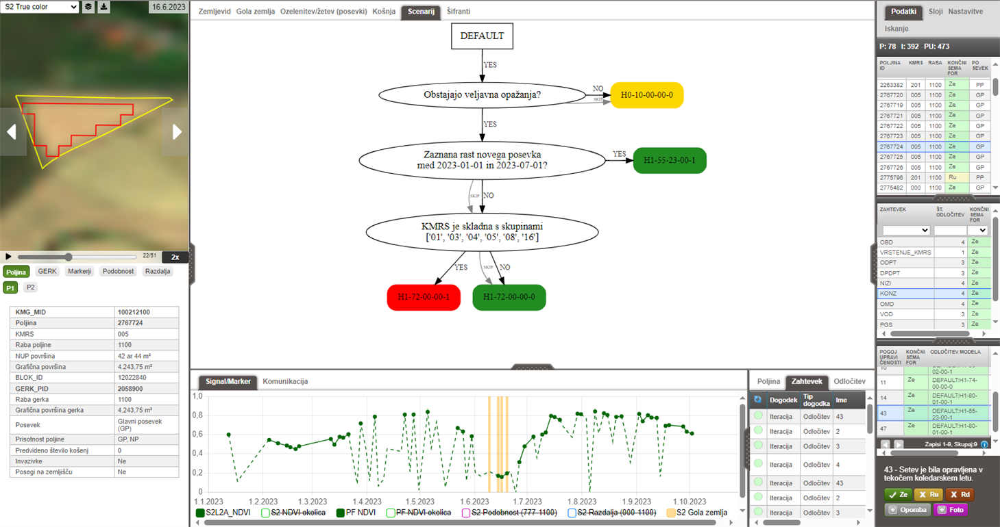 S2 True color
16.6.2023
22/51
2x
Poljina GERK Markerji Podobnost Razdalja
P1 P2
KMG_MID 100212100
Poljina 2767724
KMRS 005
Raba poljine 1100
NUP površina 42 ar 44 m²
Grafična površina 4.243,75 m²
BLOK_ID 12022840
GERK_PID 2058900
Raba gerka 1100
Grafična površina gerka 4.243,75 m²
Posevek Glavni posevek (GP)
Prisotnost poljine GP, NP
Predvideno število košenj 0
Invazivke Ne
Posegi na zemljišču Ne
Zemljevid Gola zemlja Ozelenitev/žetev (posevki) Košnja Scenarij Šifranti
DEFAULT
YES
Obstajajo veljavna opažanja?
NO
SKIP
H0-10-00-00-0
YES
Zaznana rast novega posevka
med 2023-01-01 in 2023-07-01?
YES
H1-55-23-00-1
SKIP NO
KMRS je skladna s skupinami
['01', '03', '04', '05', '08', '16']
YES SKIP NO
H1-72-00-00-1 H1-72-00-00-0
Signal/Marker Komunikacija
1,0
0,8
0,6
0,4
0,2
0
1.1.2023 1.2.2023 1.3.2023 1.4.2023 1.5.2023 1.6.2023 1.7.2023 1.8.2023 1.9.2023 1.10.2023
S2L2A_NDVI S2 NDVI okolica PF NDVI PF NDVI okolica S2 Podobnost (777-1100) S2 Razdalja (000-1100) S2 Gola zemlja
Poljina Zahtevek Odločitev
Dogodek Tip dogodka Ime
Iteracija Odločitev 43
Iteracija Odločitev 2
Iteracija Odločitev 3
Iteracija Odločitev 4
Iteracija Odločitev 43
Iteracija Odločitev 2
Iteracija Odločitev 3
Podatki Sloji Nastavitve
Iskanje
P: 78 I: 392 PU: 473
POLJINA ID KMRS RABA KONČNI SEMA FOR PO SEVEK
2263382 201 1100 Ze PP
2767720 005 1100 Ze GP
2767719 005 1100 Ze GP
2767721 005 1100 Ze GP
2767722 005 1100 Ze GP
2767723 005 1100 Ze GP
2767724 005 1100 Ze GP
2767725 005 1100 Ze GP
2767726 005 1100 Ze GP
2775796 201 1100 Ru PP
2775482 000 1100 Ze GP
ZAHTEVEK ŠT. ODLOČITEV KONČNI SEMA FOR
OBD 4 Ze
VRSTENJE_KMRS 1 Ze
ODPT 3 Ze
DPDPT 3 Ze
NIZI 4 Ze
KONZ 4 Ze
OMD 4 Ze
VOD 3 Ze
PGS 3 Ze
POGOJ UPRAVI ČENOSTI KONČNI SEMA FOR ODLOČITEV MODELA
10 02-00-1
11 Ze DEFAULT:H1-74-00-00-0
14 Ze DEFAULT:H1-80-01-00-1
43 Ze DEFAULT:H1-55-23-00-1
47 Ze DEFAULT:H1-80-01-00-1
Zapisi 1-9, Skupaj:9
43 - Setev je bila opravljena v
tekočem koledarskem letu.
Ze Ru Rd
Opomba Foto